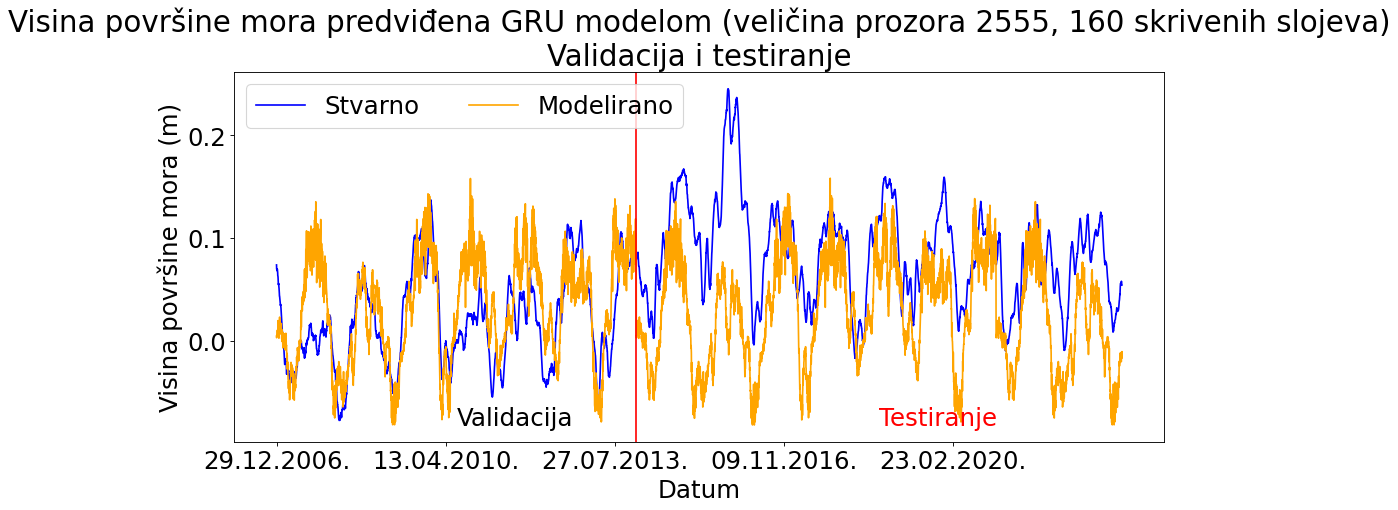 Visina površine mora predviđena GRU modelom (veličina prozora 2555, 160 skrivenih slojeva)
Validacija i testiranje
Stvarno
Modelirano
Visina površine mora (m)
0.2
0.1
0.0
Validacija
Testiranje
29.12.2006.
13.04.2010.
27.07.2013.
09.11.2016.
23.02.2020.
Datum